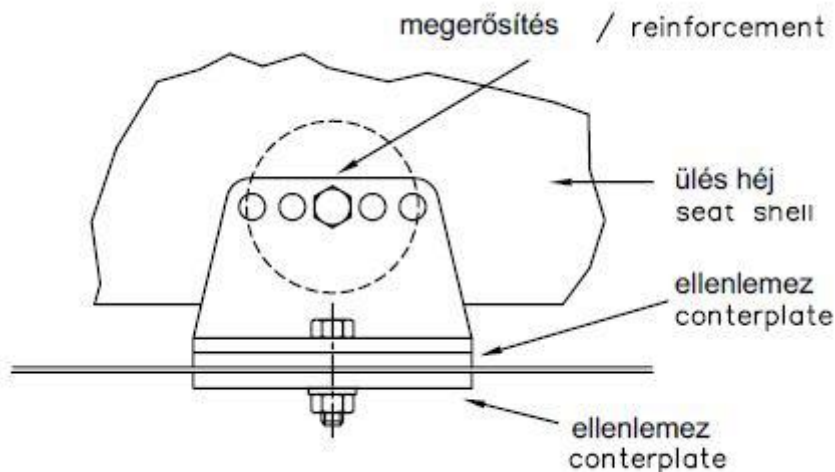 megerősítés / reinforcement
ülés héj
seat shell
ellenlemez
conterplate
ellenlemez
conterplate